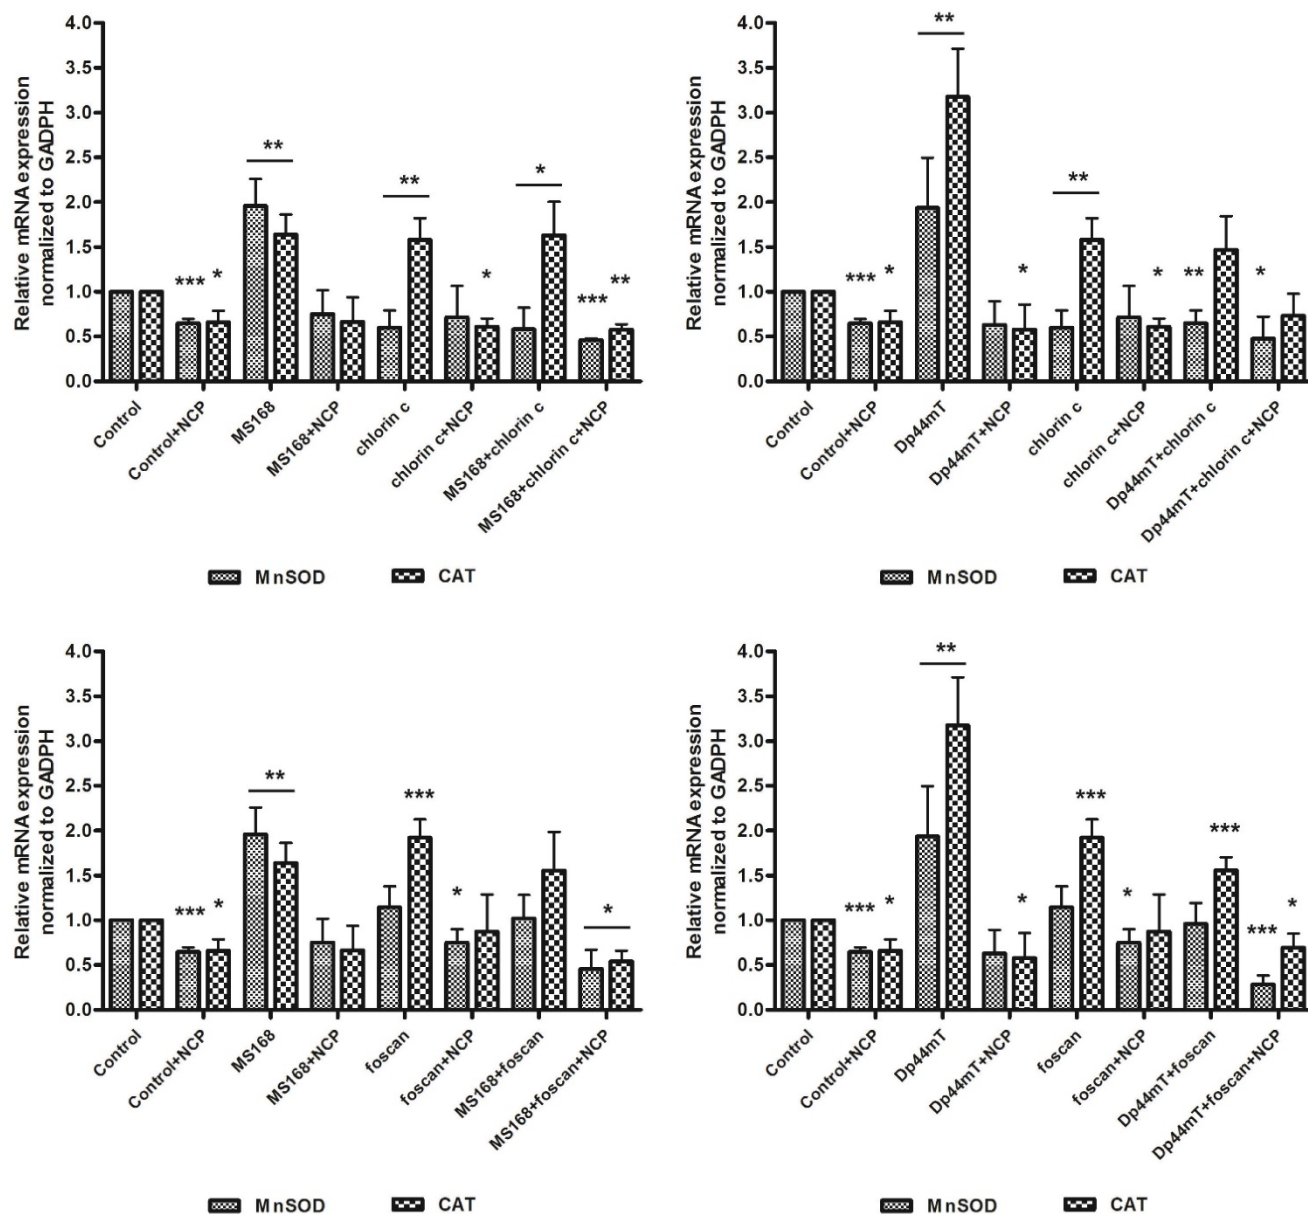 Relative mRNA expression
normalized to GADPH
4.0
3.5
3.0
2.5
2.0
1.5
1.0
0.5
0.0
*** *
**
**
*
*
*** **
Control
Control+NCP
MS168
MS168+NCP
chlorin c
chlorin c+NCP
MS168+chlorin c
MS168+chlorin c+NCP
MnSOD CAT
Relative mRNA expression
normalized to GADPH
4.0
3.5
3.0
2.5
2.0
1.5
1.0
0.5
0.0
*** *
**
*
**
*
**
*
Control
Control+NCP
Dp44mT
Dp44mT+NCP
chlorin c
chlorin c+NCP
Dp44mT+chlorin c
Dp44mT+chlorin c+NCP
MnSOD CAT
Relative mRNA expression
normalized to GADPH
4.0
3.5
3.0
2.5
2.0
1.5
1.0
0.5
0.0
*** *
**
***
*
*
Control
Control+NCP
MS168
MS168+NCP
foscan
foscan+NCP
MS168+foscan
MS168+foscan+NCP
MnSOD CAT
Relative mRNA expression
normalized to GADPH
4.0
3.5
3.0
2.5
2.0
1.5
1.0
0.5
0.0
*** *
**
*
***
*
***
*** *
Control
Control+NCP
Dp44mT
Dp44mT+NCP
foscan
foscan+NCP
Dp44mT+foscan
Dp44mT+foscan+NCP
MnSOD CAT